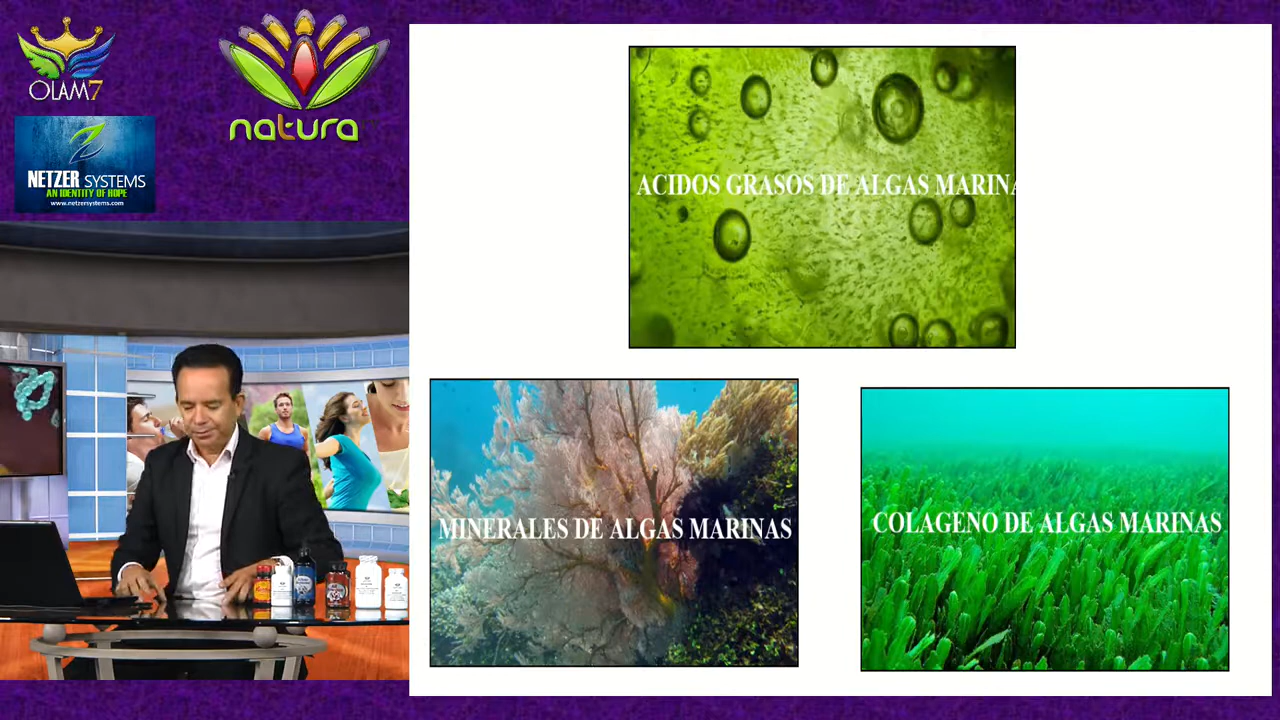 OLAM7
natura
NETZER SYSTEMS
AN IDENTITY OF HOPE
www.netzersystems.com
ACIDOS GRASOS DE ALGAS MARINA
MINERALES DE ALGAS MARINAS
COLAGENO DE ALGAS MARINAS